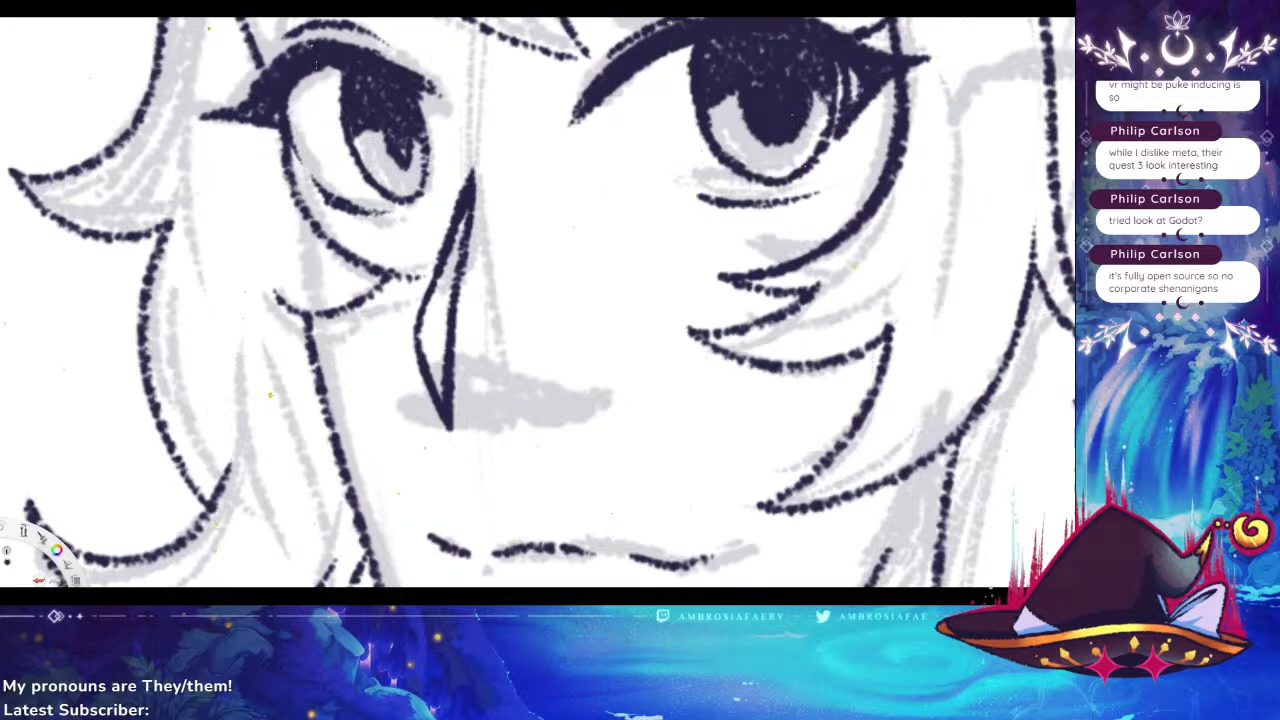 vr might be puke inducing is
so
Philip Carlson
while I dislike meta, their
quest 3 look interesting
Philip Carlson
tried look at Godot?
Philip Carlson
it's fully open source so no
corporate shenanigans
AMBROSIAFAERY
AMBROSIAFAE
My pronouns are They/them!
Latest Subscriber: